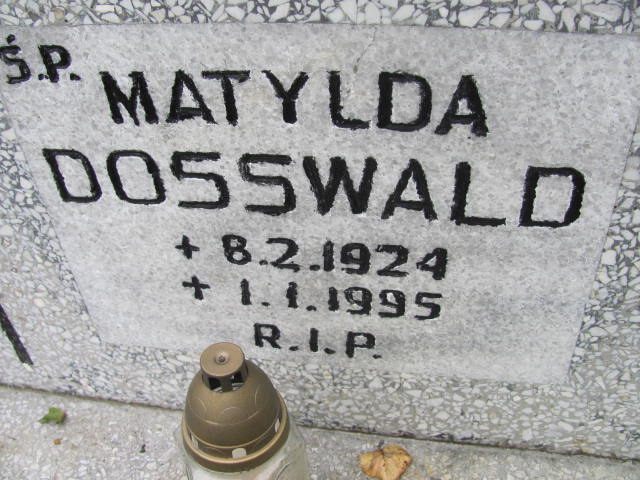 Ś.P. MATYLDA
DOSSWALD
+ 8.2.1924
+ 1.1.1995
R.I.P.